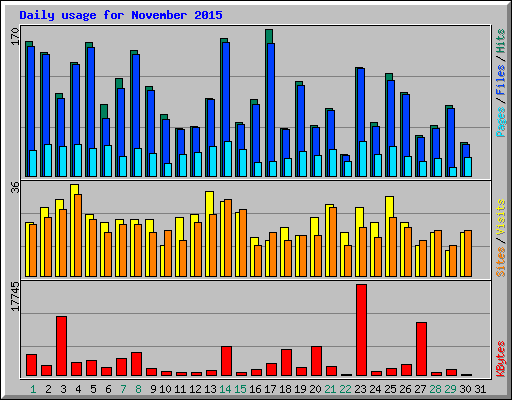 Daily usage for November 2015
170
36
17745
Pages / Files / Hits
Sites / Visits
KBytes
1 2 3 4 5 6 7 8 9 10 11 12 13 14 15 16 17 18 19 20 21 22 23 24 25 26 27 28 29 30 31